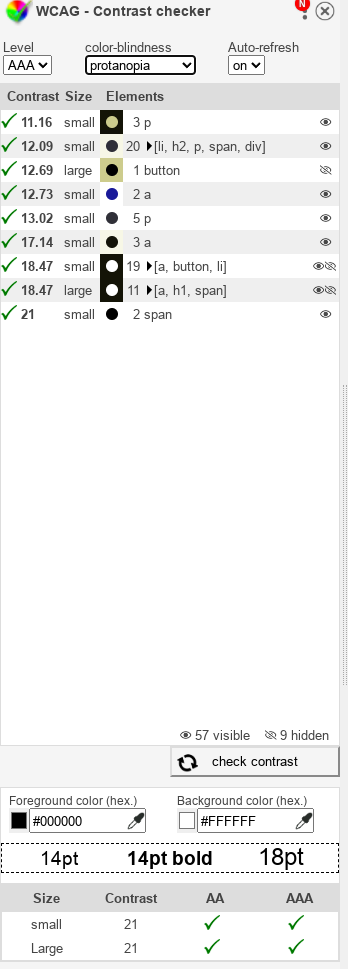 WCAG - Contrast checker
N
Level color-blindness Auto-refresh
AAA protanopia on
Contrast Size Elements
11.16 small 3 p
12.09 small 20 [li, h2, p, span, div]
12.69 large 1 button
12.73 small 2 a
13.02 small 5 p
17.14 small 3 a
18.47 small 19 [a, button, li]
18.47 large 11 [a, h1, span]
21 small 2 span
57 visible 9 hidden
check contrast
Foreground color (hex.) Background color (hex.)
#000000 #FFFFFF
14pt 14pt bold 18pt
Size Contrast AA AAA
small 21
Large 21